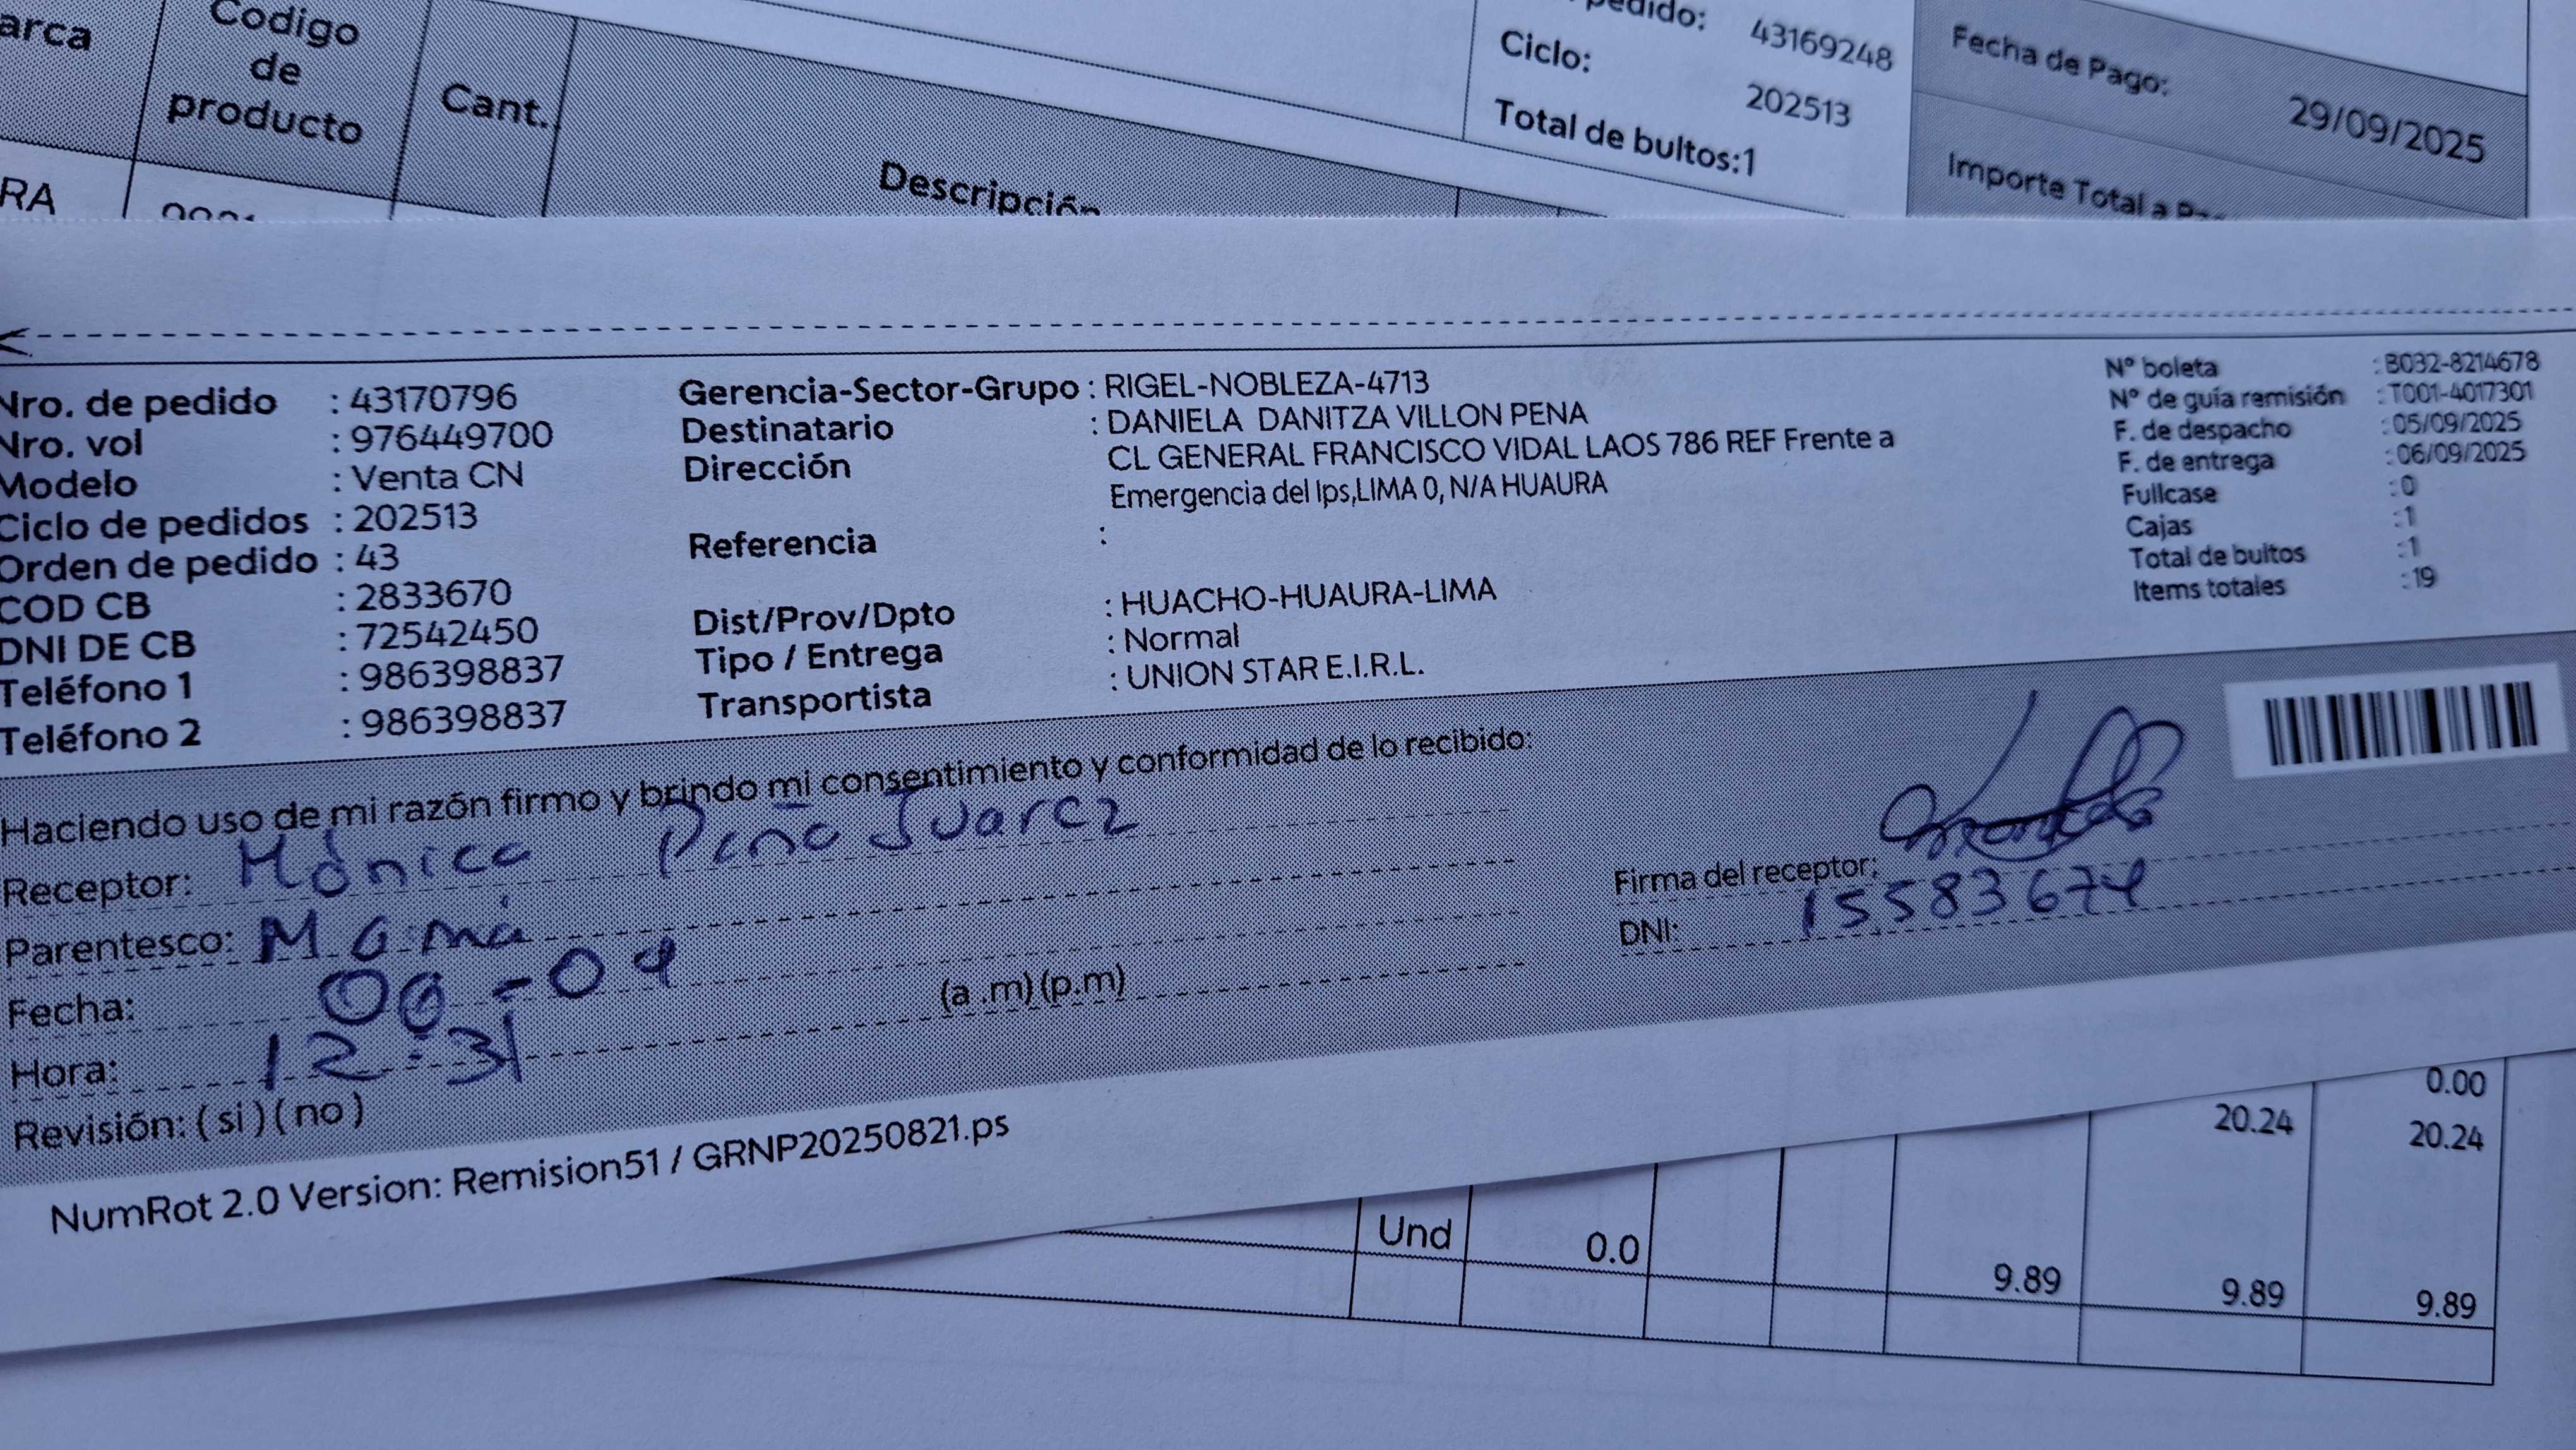 arca
Codigo
de
producto
Cant.
Descripción
RA
pedido: 43169248
Ciclo: 202513
Total de bultos:1
Fecha de Pago: 29/09/2025
Importe Total a
Nro. de pedido : 43170796
Nro. vol : 976449700
Modelo : Venta CN
Ciclo de pedidos : 202513
Orden de pedido : 43
COD CB : 2833670
DNI DE CB : 72542450
Teléfono 1 : 986398837
Teléfono 2 : 986398837
Gerencia-Sector-Grupo : RIGEL-NOBLEZA-4713
Destinatario : DANIELA DANITZA VILLON PENA
Dirección CL GENERAL FRANCISCO VIDAL LAOS 786 REF Frente a
Emergencia del Ips,LIMA 0, N/A HUAURA
Referencia :
Dist/Prov/Dpto : HUACHO-HUAURA-LIMA
Tipo / Entrega : Normal
Transportista : UNION STAR E.I.R.L.
Nº boleta : B032-8214678
Nº de guía remisión : T001-4017301
F. de despacho : 05/09/2025
F. de entrega : 06/09/2025
Fullcase : 0
Cajas : 1
Total de bultos : 1
Items totales : 19
Haciendo uso de mi razón firmo y brindo mi consentimiento y conformidad de lo recibido:
Receptor: Mónica Peña Juarez
Parentesco: Mamá
Fecha: 06-09
Hora: 12:31 (a .m) (p.m)
Revisión: ( si ) ( no )
Firma del receptor:
DNI: 15583674
NumRot 2.0 Version: Remision51 / GRNP20250821.ps
0.00
20.24 20.24
Und 0.0 9.89 9.89 9.89